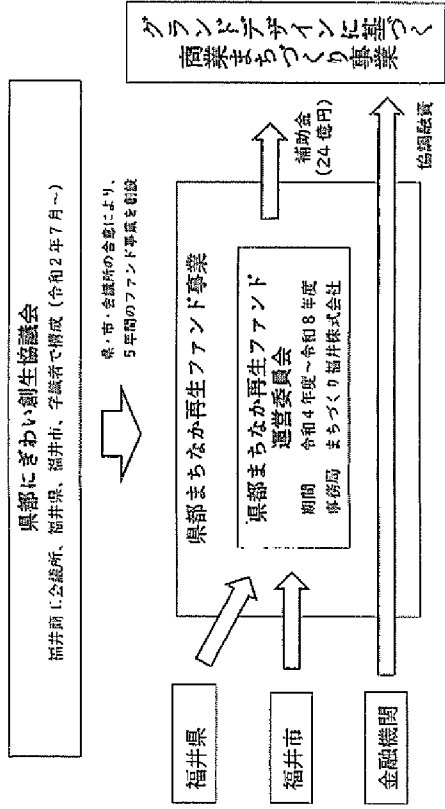 県都にぎわい創生協議会
福井商工会議所、福井県、福井市、学識者で構成（令和2年7月～）
県・市・会議所の合意により、
5年間のファンド事業を創設
福井県
福井市
金融機関
県都まちなか再生ファンド事業
県都まちなか再生ファンド
運営委員会
期間　令和4年度～令和8年度
事務局　まちづくり福井株式会社
補助金
(24億円)
協調融資
グランドデザインに基づく
商業まちづくり事業